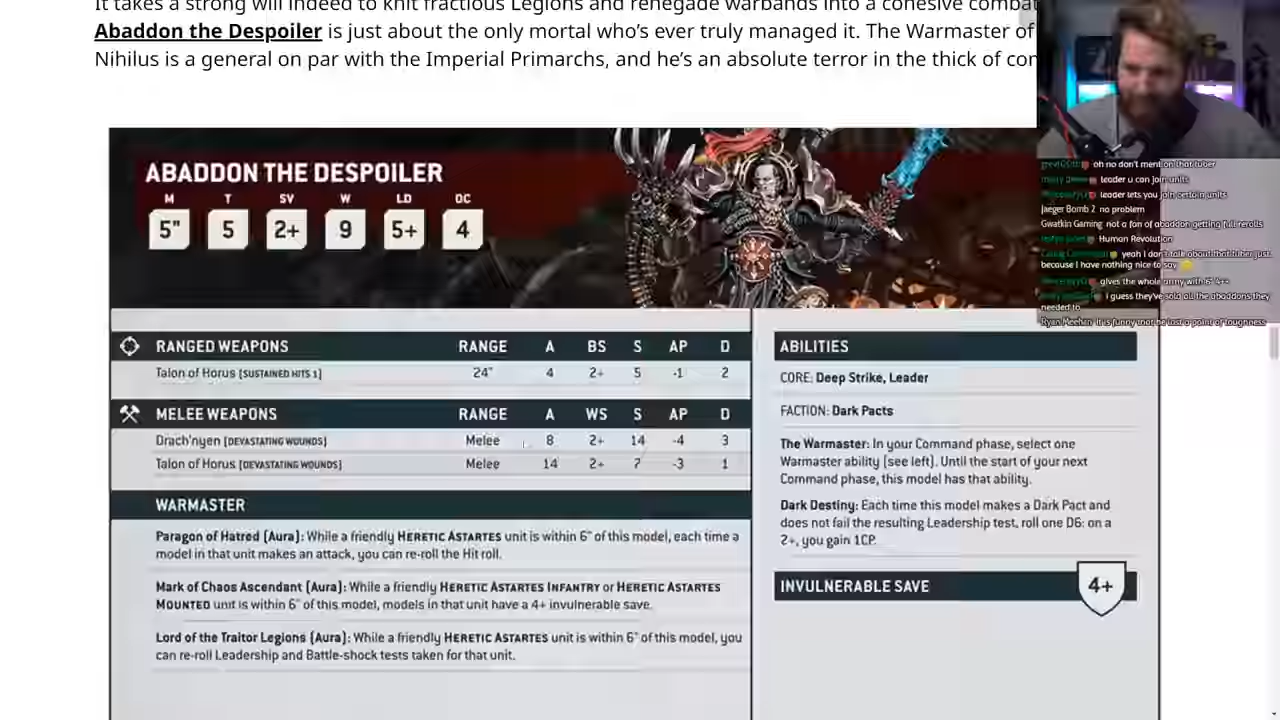 It takes a strong will indeed to knit fractious Legions and renegade warbands into a cohesive combat
Abaddon the Despoiler is just about the only mortal who's ever truly managed it. The Warmaster of
Nihilus is a general on par with the Imperial Primarchs, and he's an absolute terror in the thick of
ABADDON THE DESPOILER
M T SV W LD OC
5" 5 2+ 9 5+ 4
RANGED WEAPONS RANGE A BS S AP D
Talon of Horus [SUSTAINED HITS 1] 24" 4 2+ 5 -1 2
MELEE WEAPONS RANGE A WS S AP D
Drach'nyen [DEVASTATING WOUNDS] Melee 8 2+ 14 -4 3
Talon of Horus [DEVASTATING WOUNDS] Melee 14 2+ 7 -3 1
WARMASTER
Paragon of Hatred (Aura): While a friendly HERETIC ASTARTES unit is within 6" of this model, each time a
model in that unit makes an attack, you can re-roll the Hit roll.
Mark of Chaos Ascendant (Aura): While a friendly HERETIC ASTARTES INFANTRY or HERETIC ASTARTES
MOUNTED unit is within 6" of this model, models in that unit have a 4+ invulnerable save.
Lord of the Traitor Legions (Aura): While a friendly HERETIC ASTARTES unit is within 6" of this model, you
can re-roll Leadership and Battle-shock tests taken for that unit.
ABILITIES
CORE: Deep Strike, Leader
FACTION: Dark Pacts
The Warmaster: In your Command phase, select one
Warmaster ability (see left). Until the start of your next
Command phase, this model has that ability.
Dark Destiny: Each time this model makes a Dark Pact and
does not fail the resulting Leadership test, roll one D6: on a
2+, you gain 1CP.
INVULNERABLE SAVE 4+
oh no don't mention that tuber
leader u can join units
leader lets you join certain units
Jaeger Bomb 2 no problem
Gwatkin Gaming not a fan of abaddon getting full rerolls
Human Revolution
yeah I don't talk about that tuber just
because I have nothing nice to say
gives the whole army with 6" 4++
i guess they've sold all the abaddons they
needed to
Ryan Meehan It is funny that he lost a point of toughness